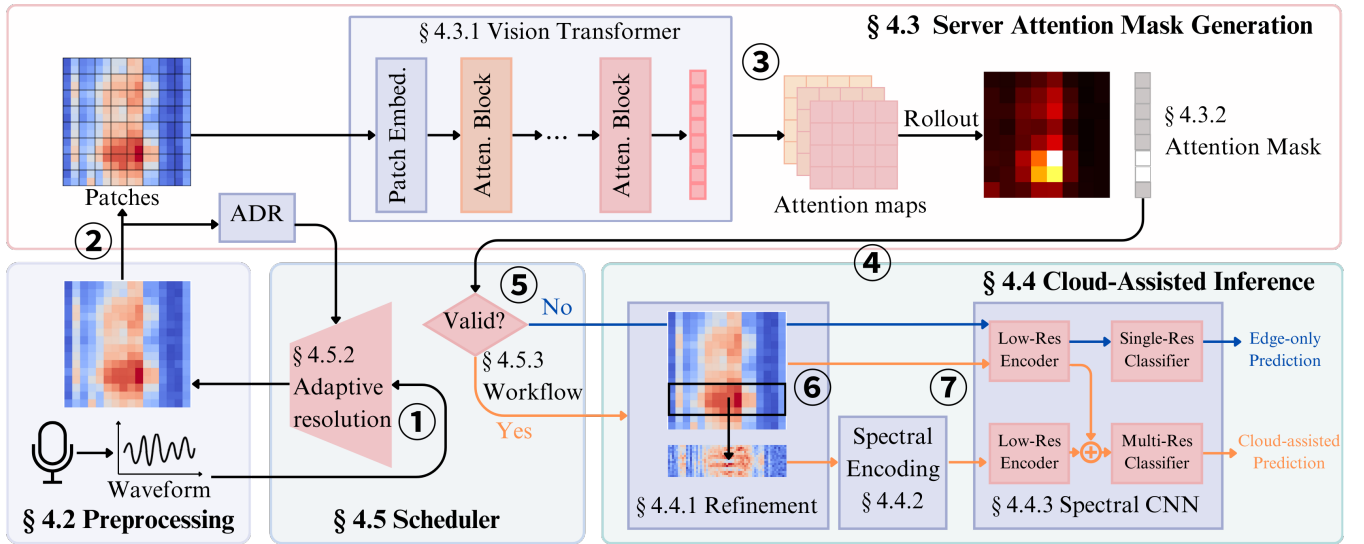 § 4.3 Server Attention Mask Generation
§ 4.3.1 Vision Transformer
Patch Embed.
Atten. Block
...
Atten. Block
③
Attention maps
Rollout
§ 4.3.2
Attention Mask
Patches
ADR
②
④
§ 4.2 Preprocessing
Waveform
§ 4.5 Scheduler
§ 4.5.2
Adaptive
resolution
①
⑤
Valid?
No
§ 4.5.3
Workflow
Yes
§ 4.4 Cloud-Assisted Inference
⑥
§ 4.4.1 Refinement
Spectral
Encoding
§ 4.4.2
⑦
Low-Res
Encoder
Single-Res
Classifier
Edge-only
Prediction
Low-Res
Encoder
Multi-Res
Classifier
Cloud-assisted
Prediction
§ 4.4.3 Spectral CNN